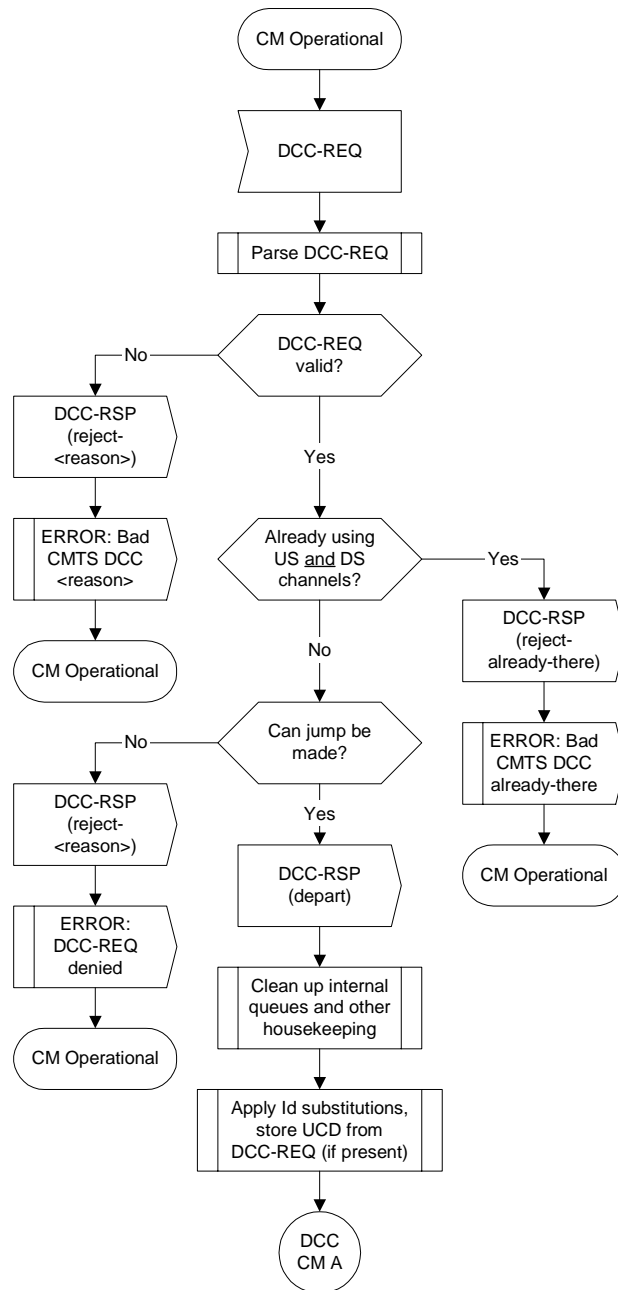 CM Operational
DCC-REQ
Parse DCC-REQ
DCC-REQ
valid?
No
DCC-RSP
(reject-
<reason>)
ERROR: Bad
CMTS DCC
<reason>
CM Operational
Yes
Already using
US and DS
channels?
Yes
DCC-RSP
(reject-
already-there)
ERROR: Bad
CMTS DCC
already-there
CM Operational
No
Can jump be
made?
No
DCC-RSP
(reject-
<reason>)
ERROR:
DCC-REQ
denied
CM Operational
Yes
DCC-RSP
(depart)
Clean up internal
queues and other
housekeeping
Apply Id substitutions,
store UCD from
DCC-REQ (if present)
DCC
CM A